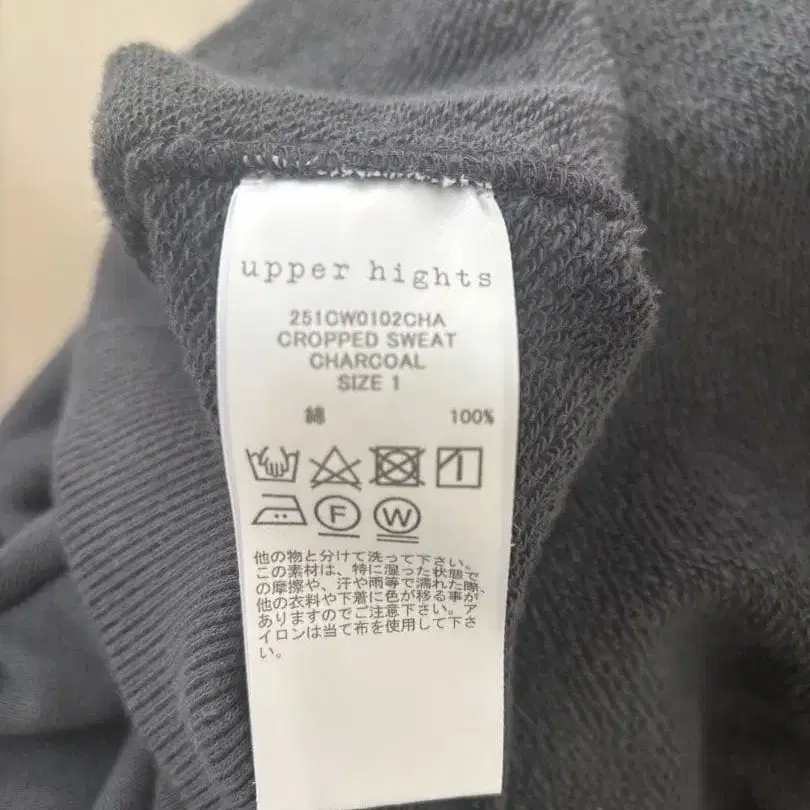 upper hights
251CW0102CHA
CROPPED SWEAT
CHARCOAL
SIZE 1
綿 100%
F W
他の物と分けて洗って下さい。
この素材は、特に湿った状態で
の摩擦や、汗や雨等で濡れた際、
他の衣料や下着に色が移る事が
ありますのでご注意下さい。ア
イロンは当て布を使用して下さ
い。